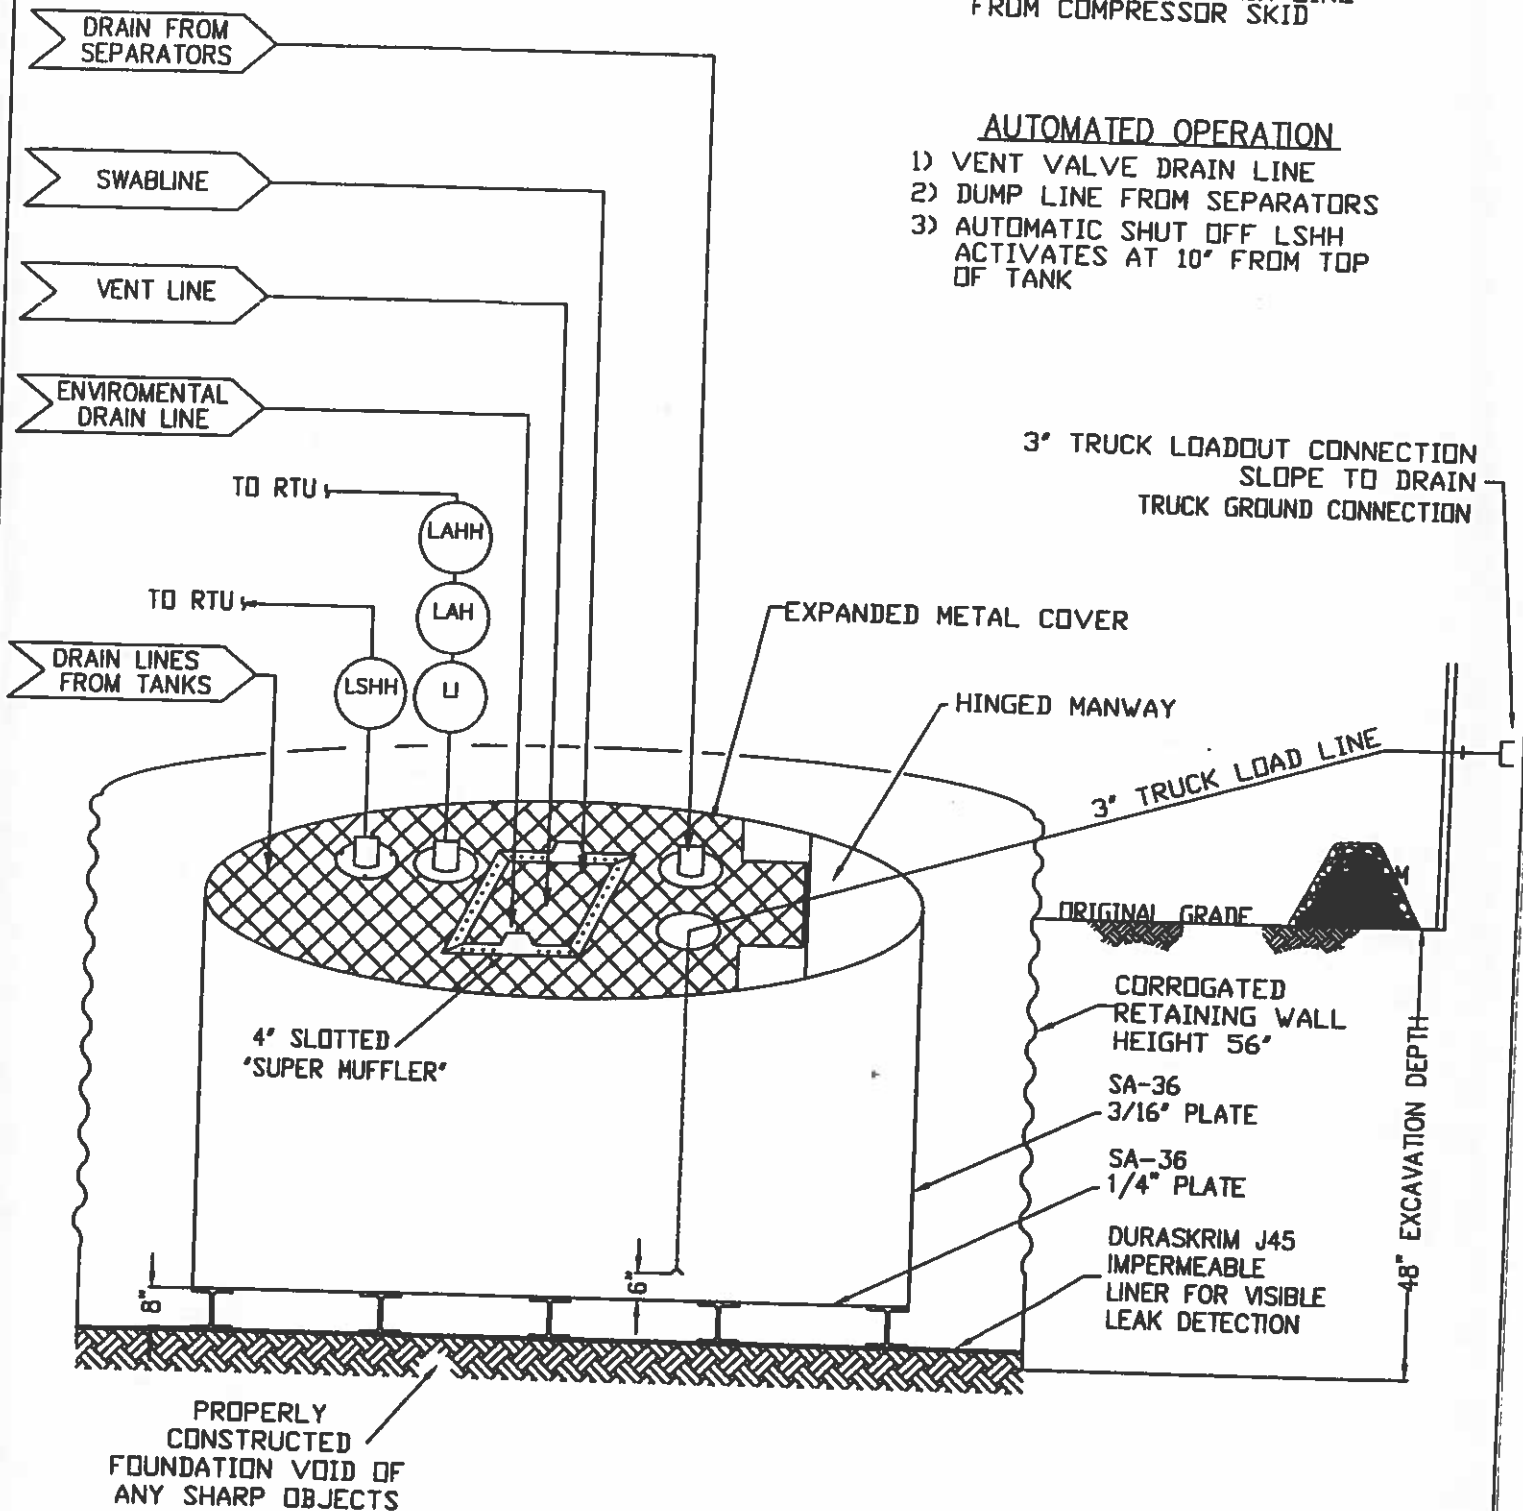 FROM COMPRESSOR SKID
DRAIN FROM
SEPARATORS
AUTOMATED OPERATION
1) VENT VALVE DRAIN LINE
2) DUMP LINE FROM SEPARATORS
3) AUTOMATIC SHUT OFF LSHH
ACTIVATES AT 10" FROM TOP
OF TANK
SWABLINE
VENT LINE
ENVIROMENTAL
DRAIN LINE
3" TRUCK LOADOUT CONNECTION
SLOPE TO DRAIN
TRUCK GROUND CONNECTION
TO RTU
LAHH
LAH
TO RTU
LSHH
LI
DRAIN LINES
FROM TANKS
EXPANDED METAL COVER
HINGED MANWAY
3" TRUCK LOAD LINE
ORIGINAL GRADE
M
CORROGATED
RETAINING WALL
HEIGHT 56"
4" SLOTTED
"SUPER MUFFLER"
SA-36
3/16" PLATE
SA-36
1/4" PLATE
DURASKRIM J45
IMPERMEABLE
LINER FOR VISIBLE
LEAK DETECTION
48" EXCAVATION DEPTH
8"
6"
PROPERLY
CONSTRUCTED
FOUNDATION VOID OF
ANY SHARP OBJECTS